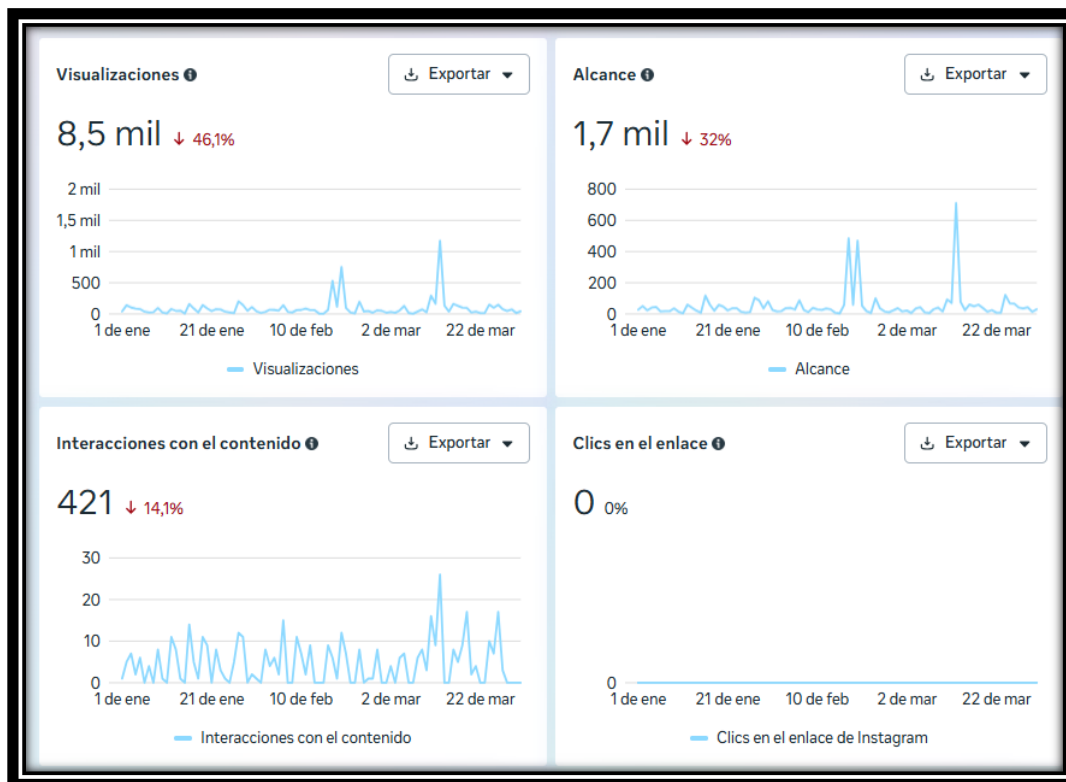 Visualizaciones
Exportar
8,5 mil ↓ 46,1%
2 mil
1,5 mil
1 mil
500
0
1 de ene 21 de ene 10 de feb 2 de mar 22 de mar
Visualizaciones
Alcance
Exportar
1,7 mil ↓ 32%
800
600
400
200
0
1 de ene 21 de ene 10 de feb 2 de mar 22 de mar
Alcance
Interacciones con el contenido
Exportar
421 ↓ 14,1%
30
20
10
0
1 de ene 21 de ene 10 de feb 2 de mar 22 de mar
Interacciones con el contenido
Clics en el enlace
Exportar
0 0%
0
1 de ene 21 de ene 10 de feb 2 de mar 22 de mar
Clics en el enlace de Instagram